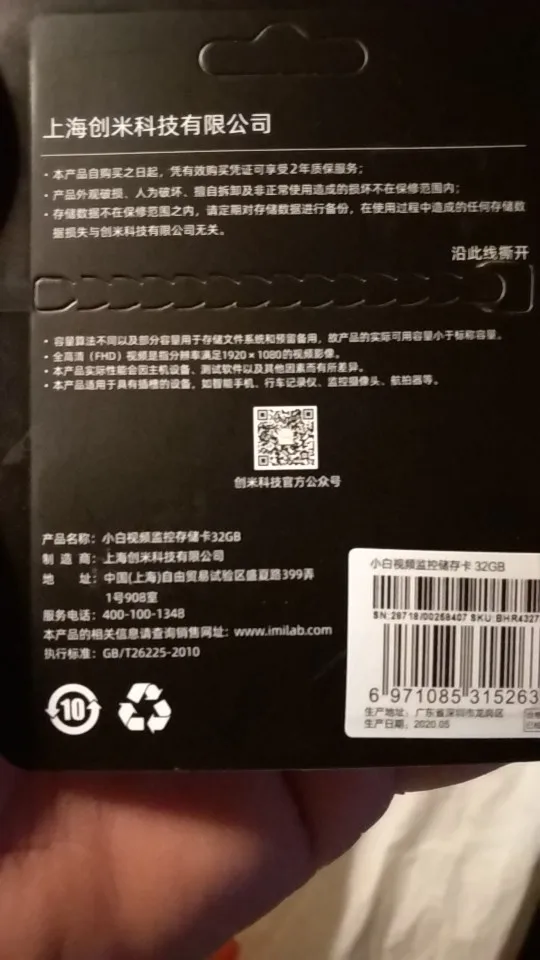 上海创米科技有限公司
· 本产品自购买之日起，凭有效购买凭证可享受2年质保服务；
· 产品外观破损、人为破坏、擅自拆卸及非正常使用造成的损坏不在保修范围内；
· 存储数据不在保修范围之内，请定期对存储数据进行备份，在使用过程中造成的任何存储数
据损失与创米科技有限公司无关。
沿此线撕开
· 容量算法不同以及部分容量用于存储文件系统和预留备用，故产品的实际可用容量小于标称容量。
· 全高清（FHD）视频是指分辨率满足1920×1080的视频影像。
· 本产品实际性能会因主机设备、测试软件以及其他因素而有所差异。
· 本产品适用于具有插槽的设备，如智能手机、行车记录仪、监控摄像头、航拍器等。
创米科技官方公众号
产品名称：小白视频监控存储卡32GB
制 造 商：上海创米科技有限公司
地 址：中国(上海)自由贸易试验区盛夏路399弄
1号908室
服务电话：400-100-1348
本产品的相关信息请查询销售网址：www.imilab.com
执行标准：GB/T26225-2010
10
小白视频监控储存卡 32GB
SN:28718/00258407 SKU:BHR4327
6 971085 315263
生产地址：广东省深圳市龙岗区
生产日期：2020.05